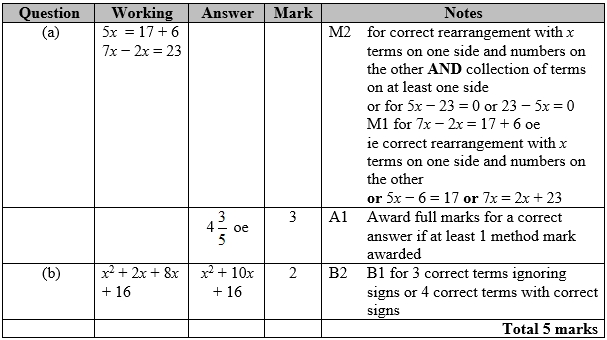 Question Working Answer Mark Notes
(a) 5x = 17 + 6 M2 for correct rearrangement with x
7x − 2x = 23 terms on one side and numbers on
the other AND collection of terms
on at least one side
or for 5x − 23 = 0 or 23 − 5x = 0
M1 for 7x − 2x = 17 + 6 oe
ie correct rearrangement with x
terms on one side and numbers on
the other
or 5x − 6 = 17 or 7x = 2x + 23
4 3/5 oe 3 A1 Award full marks for a correct
answer if at least 1 method mark
awarded
(b) x² + 2x + 8x x² + 10x 2 B2 B1 for 3 correct terms ignoring
+ 16 + 16 signs or 4 correct terms with correct
signs
Total 5 marks